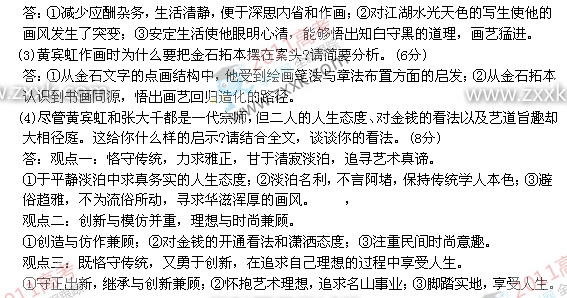 答：①减少应酬杂务，生活清静，便于深思内省和作画；②对江湖水光天色的写生使他的
画风发生了突变；③安定生活使他眼明心清，能够悟出知白守黑的道理，画艺猛进。
(3)黄宾虹作画时为什么要把金石拓本摆在案头?请简要分析。(6分)
答：①从金石文字的点画结构中，他受到绘画笔法与章法布置方面的启发；②从金石拓本
认识到书画同源，悟出画艺回归造化的路径。
(4)尽管黄宾虹和张大千都是一代宗师，但二人的人生态度、对金钱的看法以及艺道旨趣却
大相径庭。这给你什么样的启示?请结合全文，谈谈你的看法。(8分)
答：观点一：恪守传统，力求雅正，甘于清寂淡泊，追寻艺术真谛。
①于平静淡泊中求真务实的人生态度；②淡泊名利，不言阿堵，保持传统学人本色；③避
俗趋雅，不为流俗所动，寻求华滋浑厚的画风。
观点二：创新与模仿并重，理想与时尚兼顾。
①创造与仿作兼顾；②对金钱的开通看法和潇洒态度；③注重民间时尚意趣。
观点三：既恪守传统，又勇于创新，在追求自己理想的过程中享受人生。
①守正出新，承继与创新兼顾；②怀抱艺术理想，追求名山事业；③脚踏实地，享受人生。
www.zxxk
www.zxxk.c
2011高考
2011高考